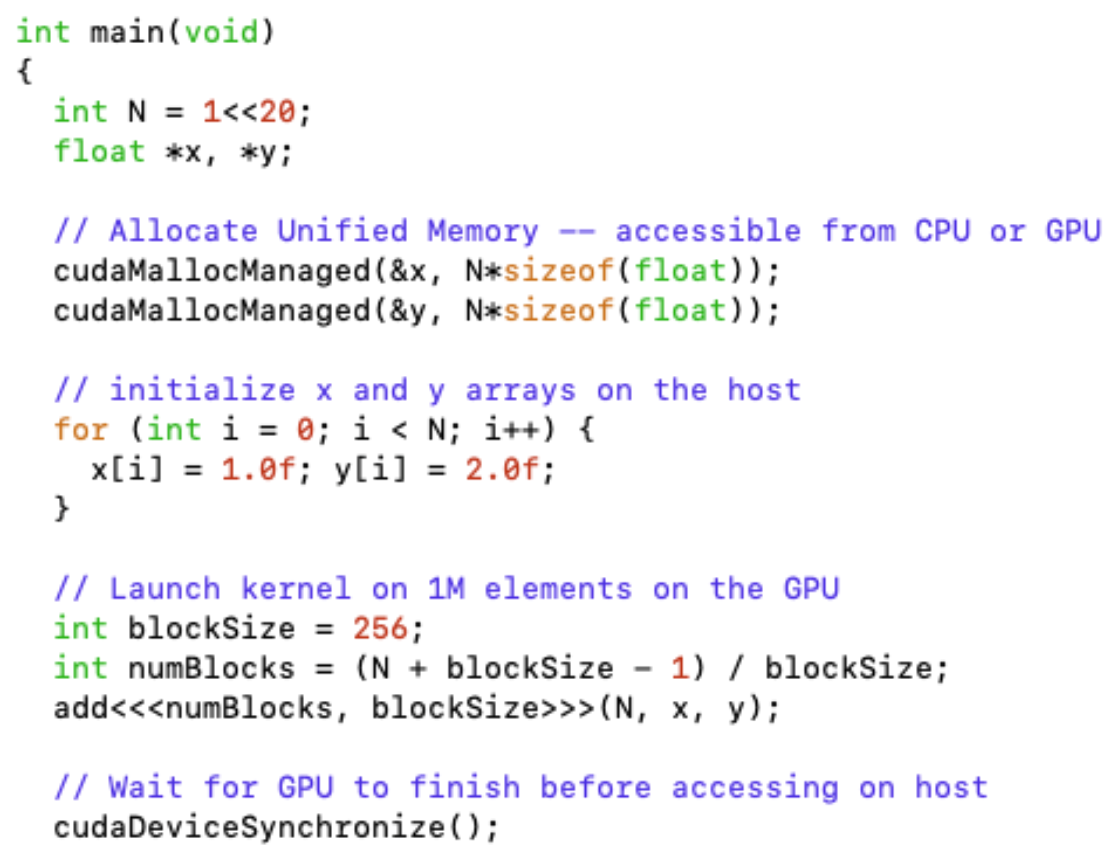 int main(void)
{
  int N = 1<<20;
  float *x, *y;

  // Allocate Unified Memory -- accessible from CPU or GPU
  cudaMallocManaged(&x, N*sizeof(float));
  cudaMallocManaged(&y, N*sizeof(float));

  // initialize x and y arrays on the host
  for (int i = 0; i < N; i++) {
    x[i] = 1.0f; y[i] = 2.0f;
  }

  // Launch kernel on 1M elements on the GPU
  int blockSize = 256;
  int numBlocks = (N + blockSize - 1) / blockSize;
  add<<<numBlocks, blockSize>>>(N, x, y);

  // Wait for GPU to finish before accessing on host
  cudaDeviceSynchronize();